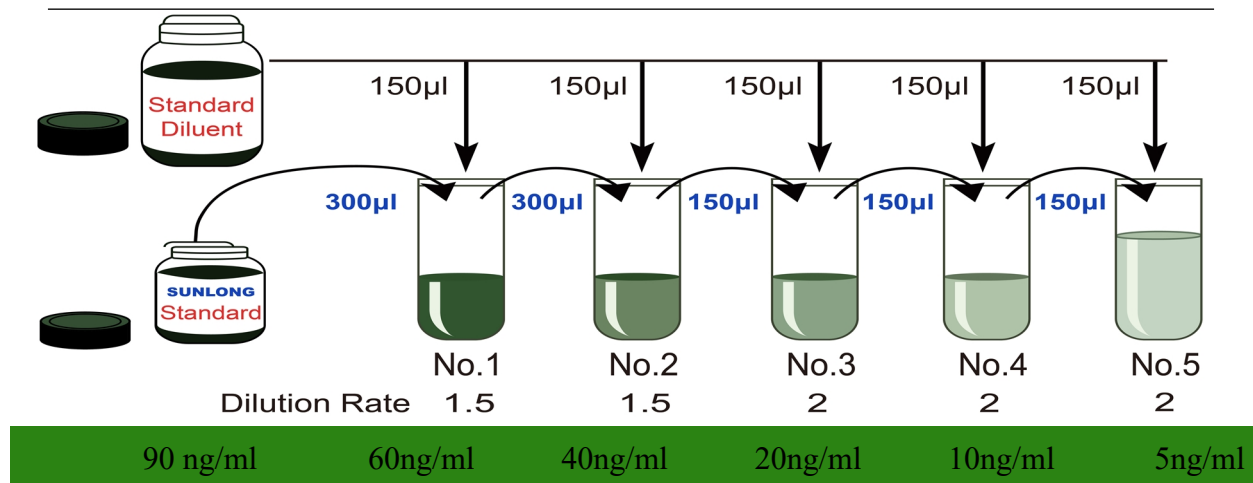 150µl 150µl 150µl 150µl 150µl
Standard
Diluent
300µl 300µl 150µl 150µl 150µl
SUNLONG
Standard
No.1 No.2 No.3 No.4 No.5
Dilution Rate 1.5 1.5 2 2 2
90 ng/ml 60ng/ml 40ng/ml 20ng/ml 10ng/ml 5ng/ml